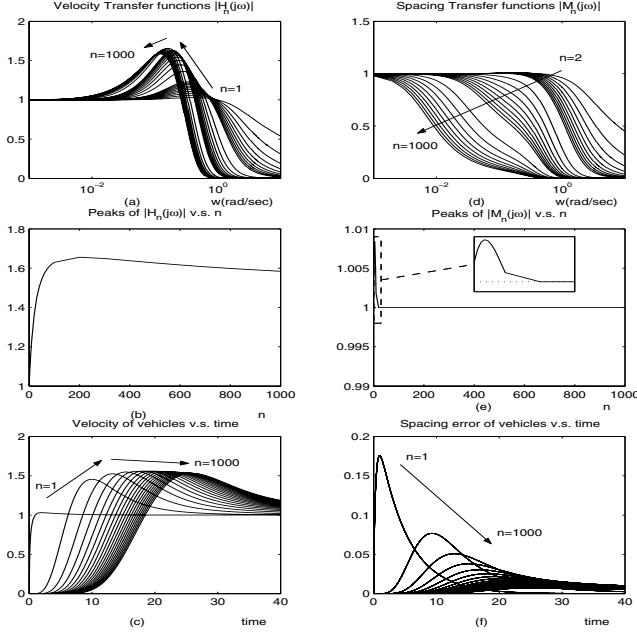 Velocity Transfer functions |H_n(jω)|
2
1.5
1
0.5
0
n=1000
n=1
10^−2
10^0
(a)
w(rad/sec)
Spacing Transfer functions |M_n(jω)|
2
1.5
1
0.5
0
n=2
n=1000
10^−2
10^0
(d)
w(rad/sec)
Peaks of |H_n(jω)| v.s. n
1.8
1.6
1.4
1.2
1
0
200
400
600
800
1000
(b)
n
Peaks of |M_n(jω)| v.s. n
1.01
1.005
1
0.995
0.99
0
200
400
600
800
1000
(e)
n
Velocity of vehicles v.s. time
2
1.5
1
0.5
0
n=1
n=1000
0
10
20
30
40
(c)
time
Spacing error of vehicles v.s. time
0.2
0.15
0.1
0.05
0
n=1
n=1000
0
10
20
30
40
(f)
time